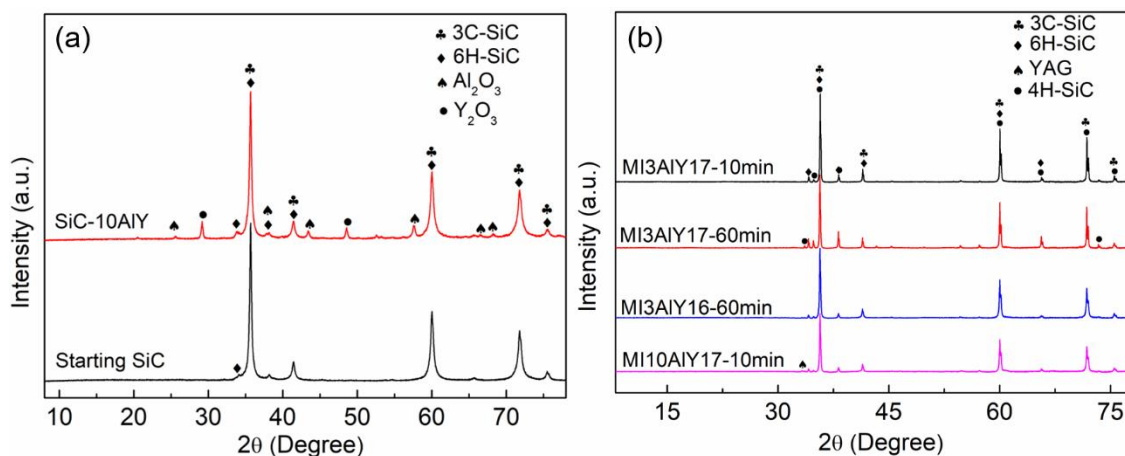 (a)
♣ 3C-SiC
♦ 6H-SiC
♠ Al₂O₃
● Y₂O₃
SiC-10AlY
Starting SiC
Intensity (a.u.)
10 20 30 40 50 60 70
2θ (Degree)
(b)
♣ 3C-SiC
♦ 6H-SiC
♠ YAG
● 4H-SiC
MI3AlY17-10min
MI3AlY17-60min
MI3AlY16-60min
MI10AlY17-10min
Intensity (a.u.)
15 30 45 60 75
2θ (Degree)